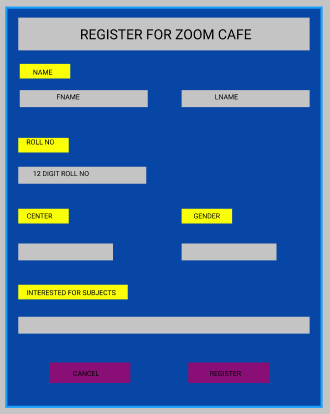 REGISTER FOR ZOOM CAFE
NAME
FNAME LNAME
ROLL NO
12 DIGIT ROLL NO
CENTER GENDER
INTERESTED FOR SUBJECTS
CANCEL REGISTER